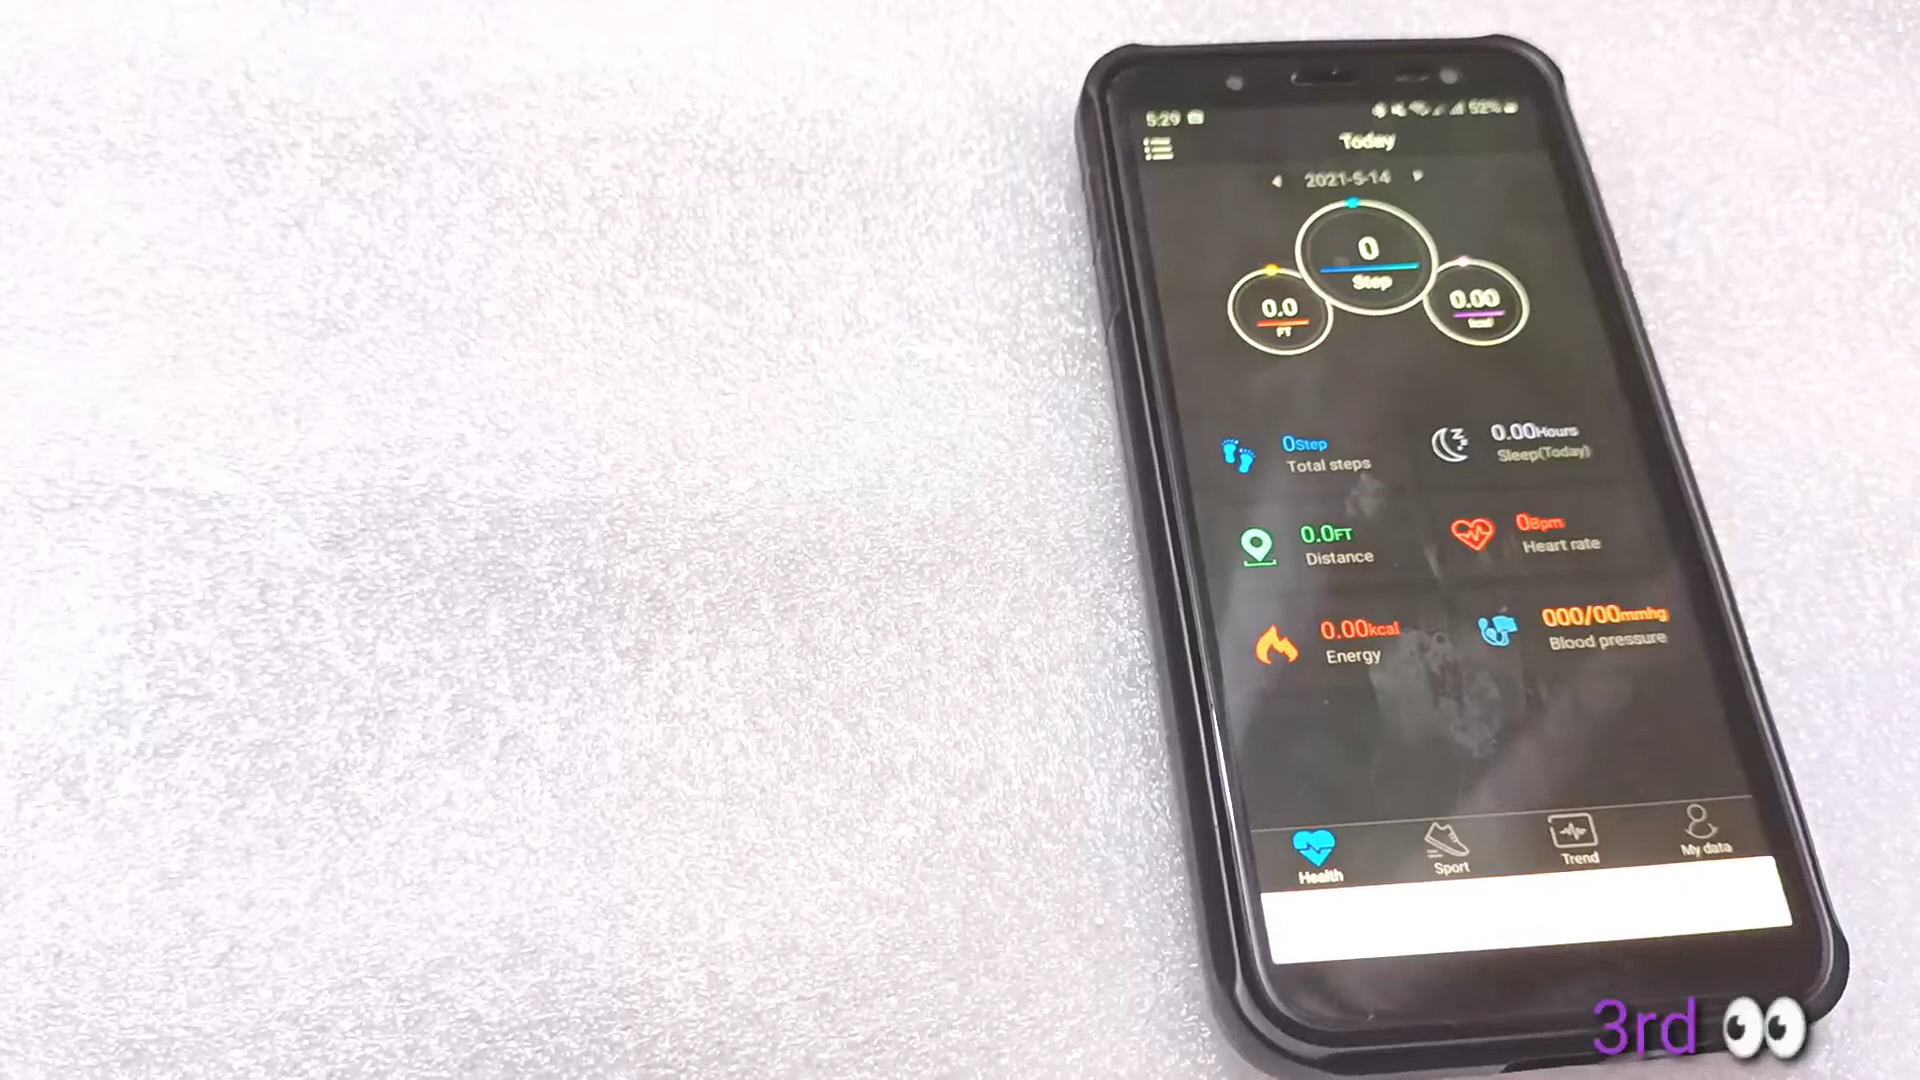 5:29 52%
Today
2021-5-14
0
Step
0.0
FT
0.00
kcal
0Step
Total steps
0.00Hours
Sleep(Today)
0.0FT
Distance
0Bpm
Heart rate
0.00kcal
Energy
000/00mmhg
Blood pressure
Health
Sport
Trend
My data
3rd 👀